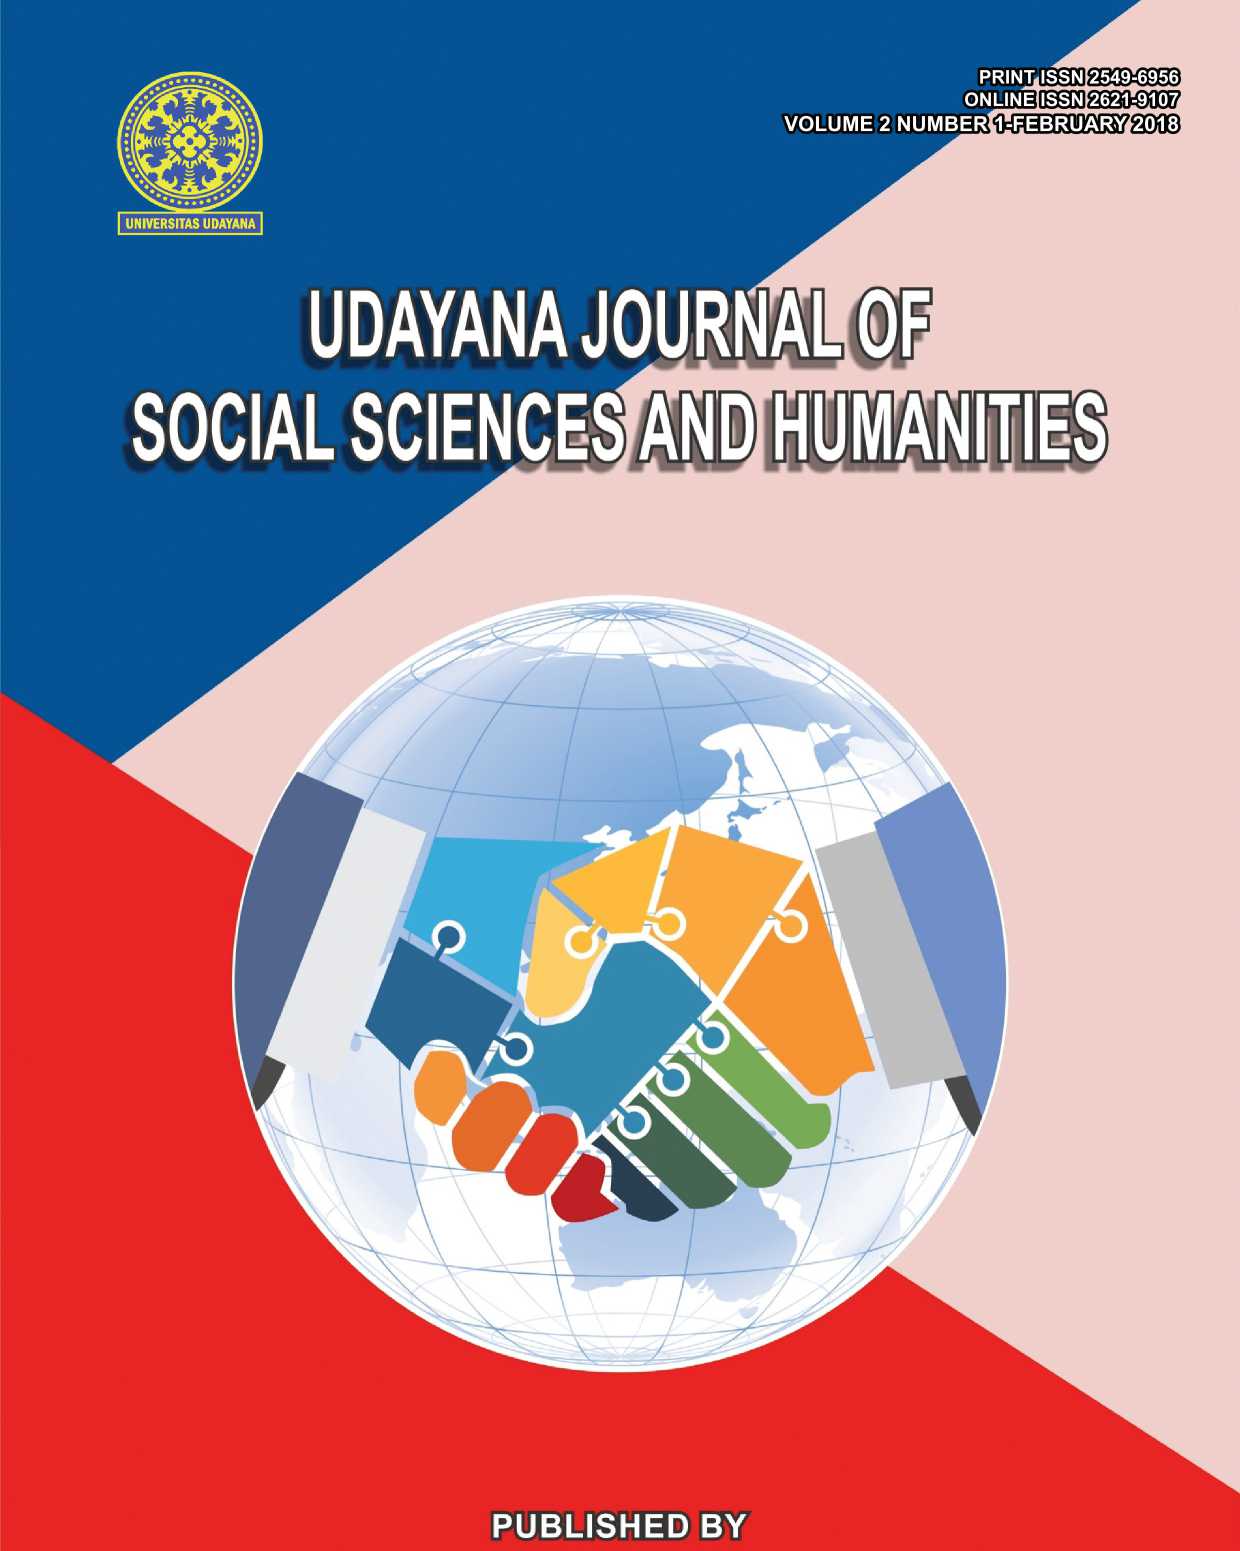 PRINT ISSN 2549-6956
ONLINE ISSN 2621-9107
VOLUME 2 NUMBER 1-FEBRUARY 2018
UNIVERSITAS UDAYANA
UDAYANA JOURNAL OF
SOCIAL SCIENCES AND HUMANITIES
PUBLISHED BY